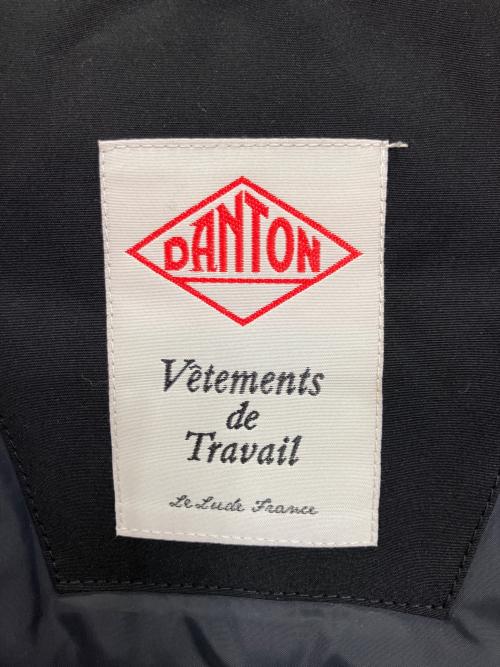 DANTON
Vêtements
de
Travail
Le Lude France